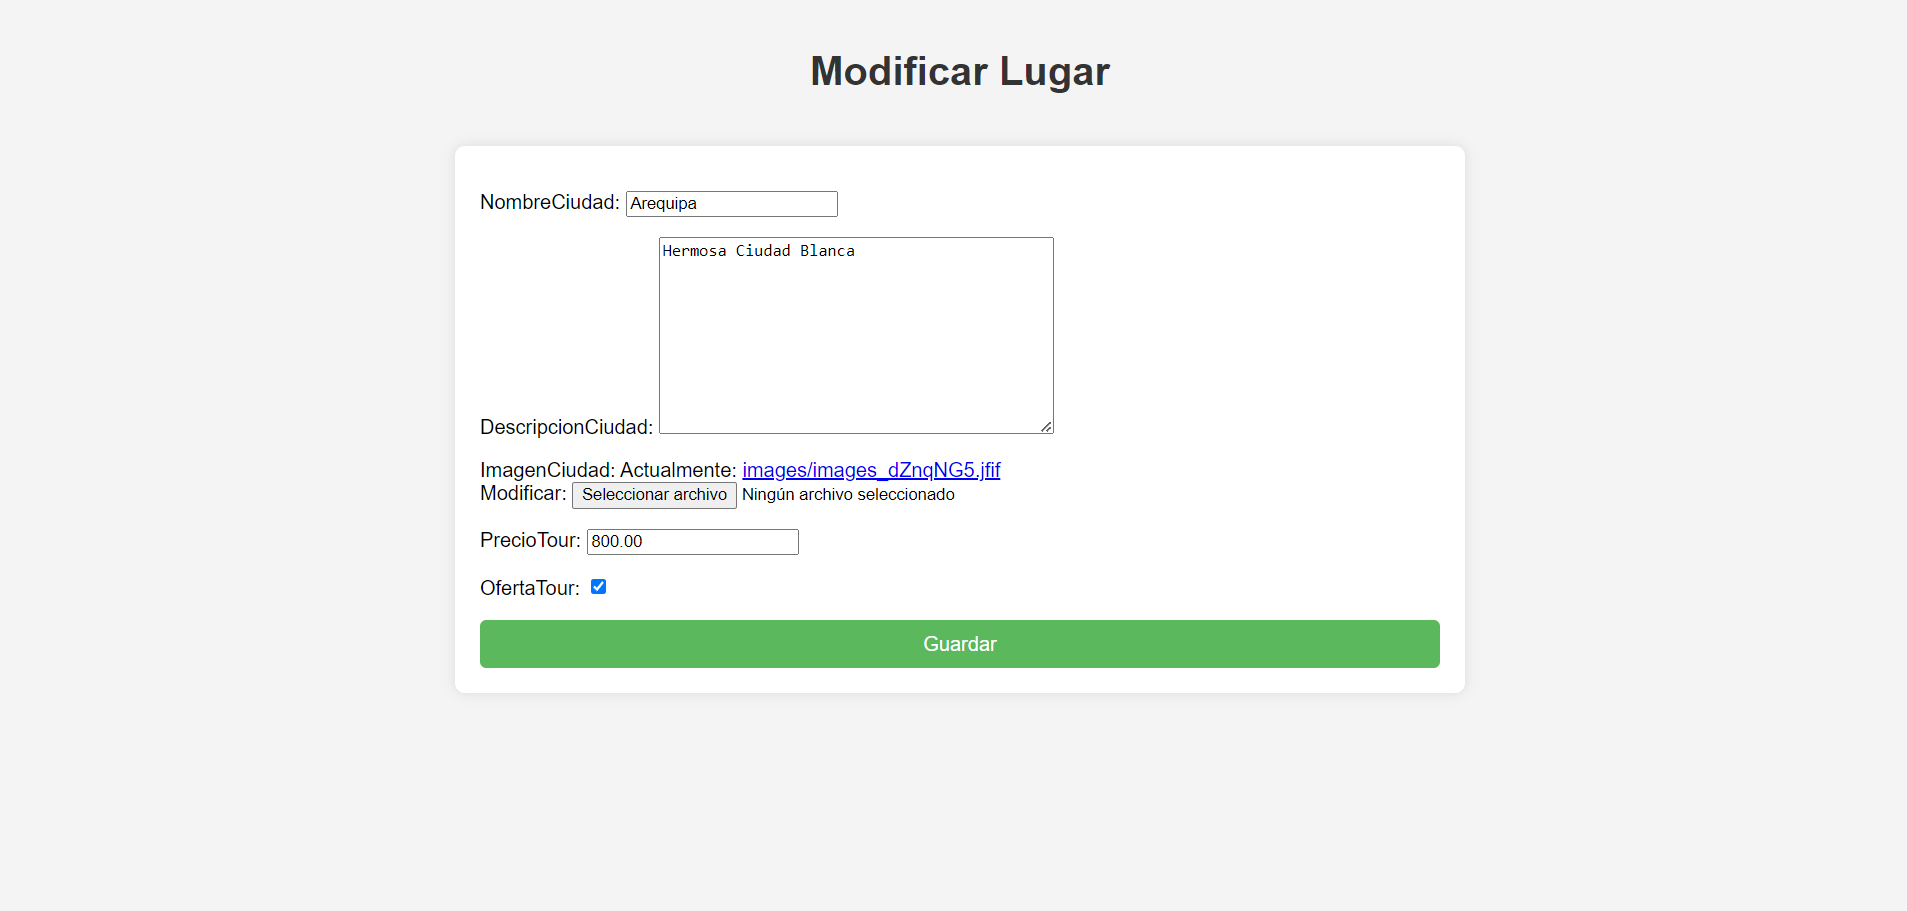 Modificar Lugar
NombreCiudad: Arequipa
Hermosa Ciudad Blanca
DescripcionCiudad:
ImagenCiudad: Actualmente: images/images_dZnqNG5.jfif
Modificar: Seleccionar archivo Ningún archivo seleccionado
PrecioTour: 800.00
OfertaTour:
Guardar